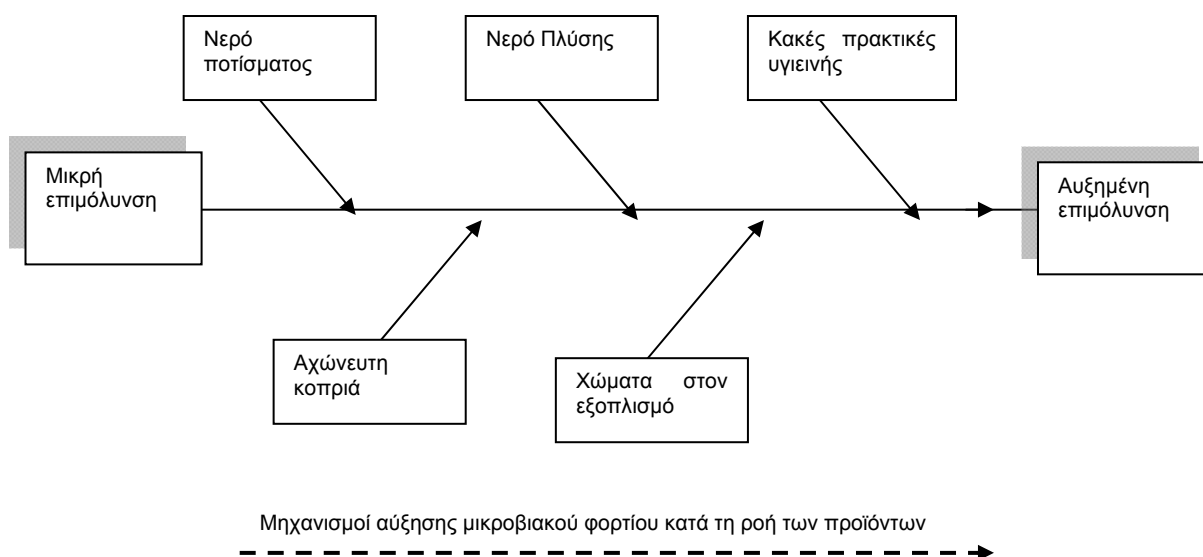 Νερό
ποτίσματος
Νερό Πλύσης
Κακές πρακτικές
υγιεινής
Μικρή
επιμόλυνση
Αυξημένη
επιμόλυνση
Αχώνευτη
κοπριά
Χώματα στον
εξοπλισμό
Μηχανισμοί αύξησης μικροβιακού φορτίου κατά τη ροή των προϊόντων